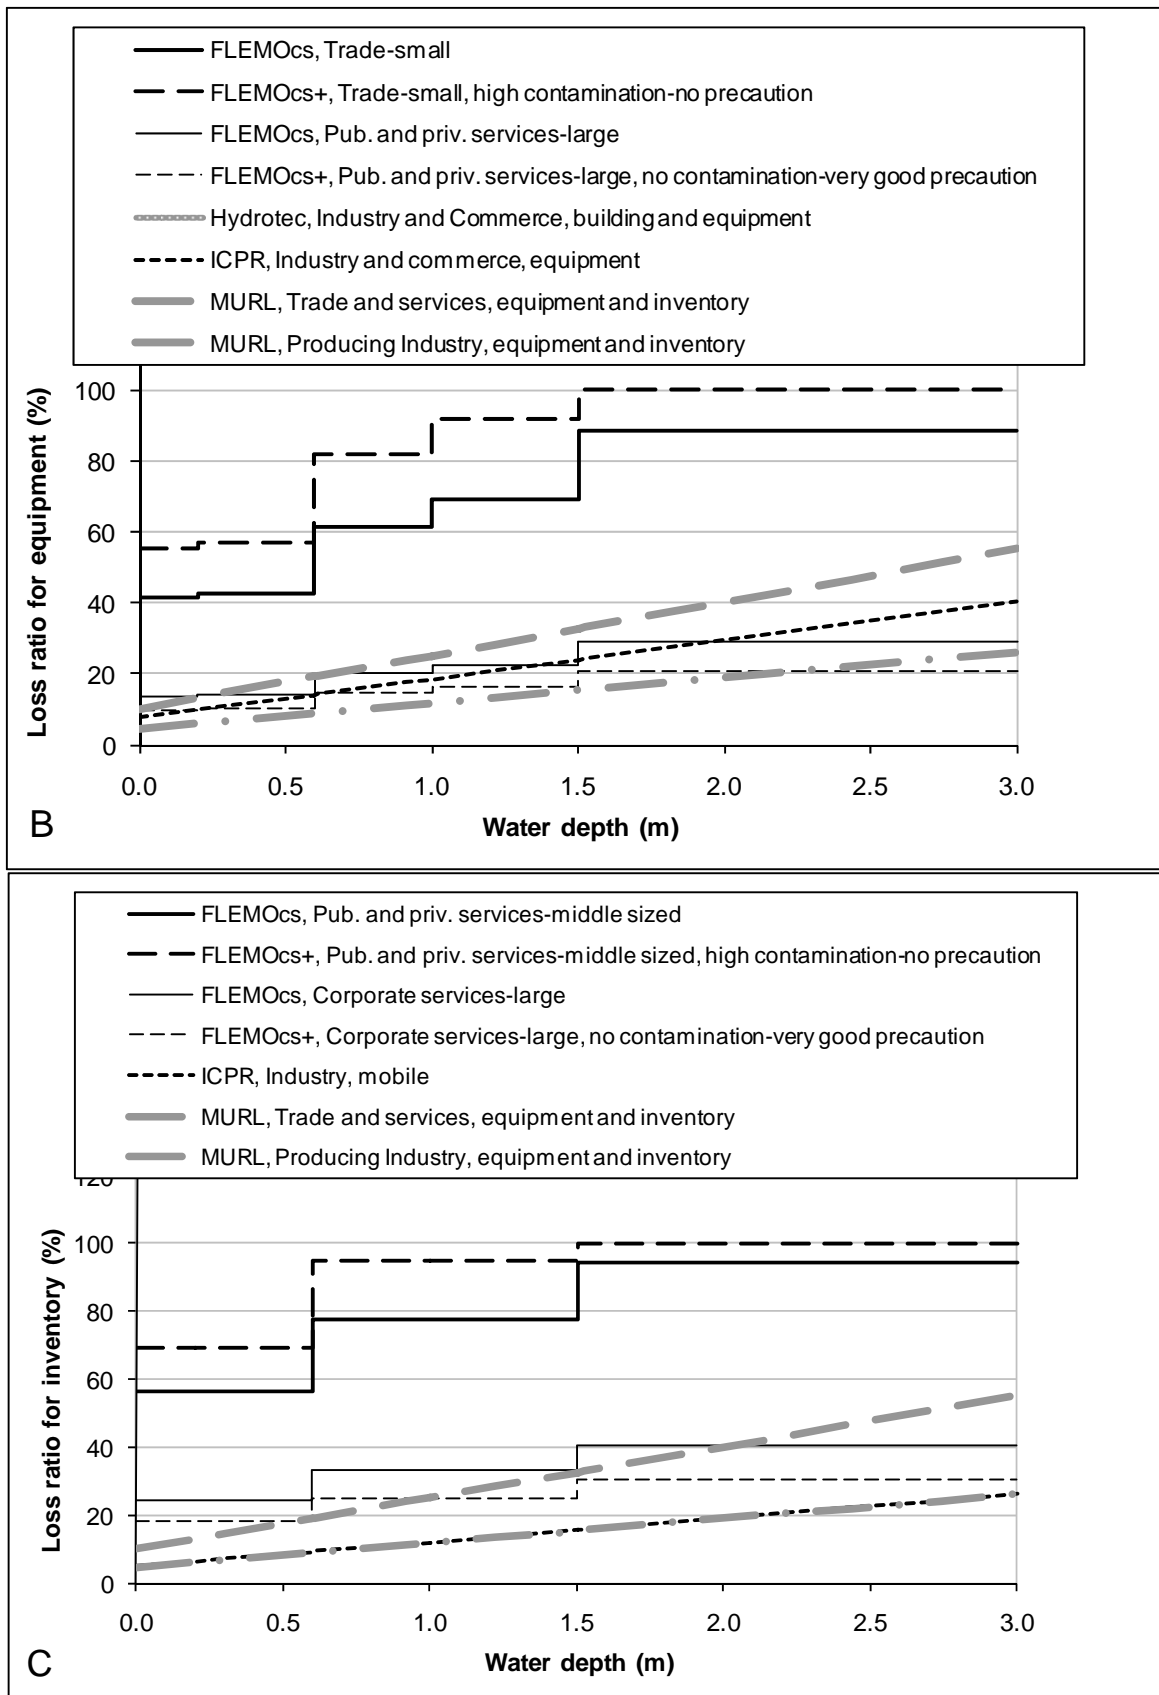 FLEMOcs, Trade-small
FLEMOcs+, Trade-small, high contamination-no precaution
FLEMOcs, Pub. and priv. services-large
FLEMOcs+, Pub. and priv. services-large, no contamination-very good precaution
Hydrotec, Industry and Commerce, building and equipment
ICPR, Industry and commerce, equipment
MURL, Trade and services, equipment and inventory
MURL, Producing Industry, equipment and inventory
Loss ratio for equipment (%)
100
80
60
40
20
0
0.0 0.5 1.0 1.5 2.0 2.5 3.0
Water depth (m)
B
FLEMOcs, Pub. and priv. services-middle sized
FLEMOcs+, Pub. and priv. services-middle sized, high contamination-no precaution
FLEMOcs, Corporate services-large
FLEMOcs+, Corporate services-large, no contamination-very good precaution
ICPR, Industry, mobile
MURL, Trade and services, equipment and inventory
MURL, Producing Industry, equipment and inventory
Loss ratio for inventory (%)
120
100
80
60
40
20
0
0.0 0.5 1.0 1.5 2.0 2.5 3.0
Water depth (m)
C